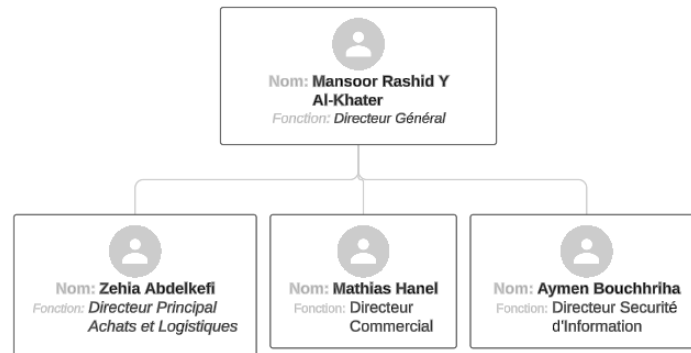 Nom: Mansoor Rashid Y
Al-Khater
Fonction: Directeur Général
Nom: Zehia Abdelkefi
Fonction: Directeur Principal
Achats et Logistiques
Nom: Mathias Hanel
Fonction: Directeur
Commercial
Nom: Aymen Bouchhriha
Fonction: Directeur Securité
d'Information